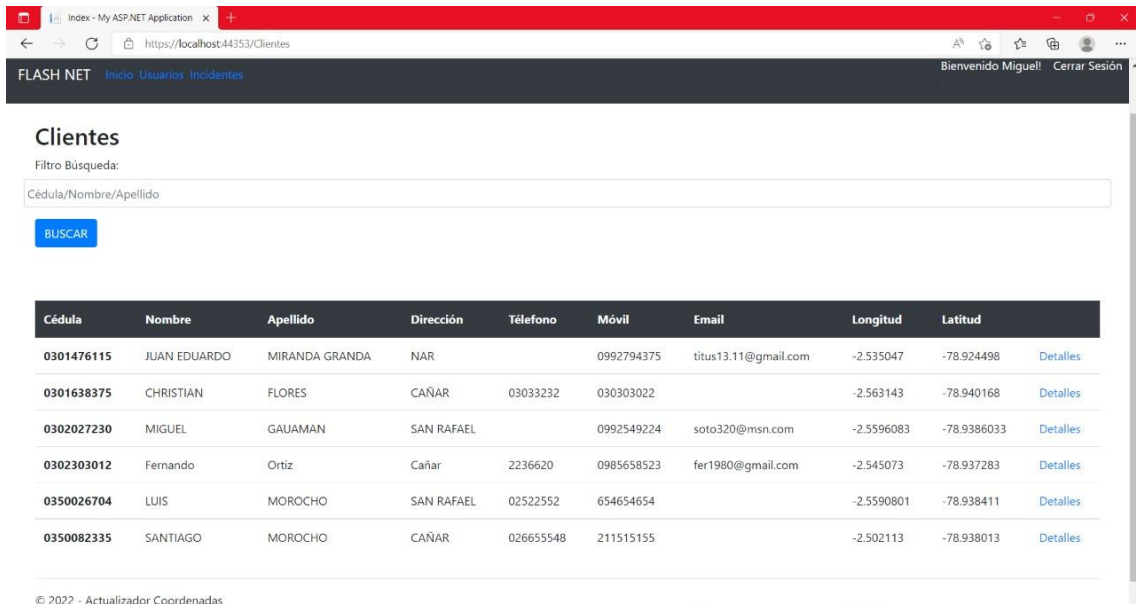 Index - My ASP.NET Application
https://localhost:44353/Clientes
FLASH NET Inicio Usuarios Incidentes Bienvenido Miguel! Cerrar Sesión
Clientes
Filtro Búsqueda:
Cédula/Nombre/Apellido
BUSCAR
Cédula Nombre Apellido Dirección Télefono Móvil Email Longitud Latitud
0301476115 JUAN EDUARDO MIRANDA GRANDA NAR 0992794375 titus13.11@gmail.com -2.535047 -78.924498 Detalles
0301638375 CHRISTIAN FLORES CAÑAR 03033232 030303022 -2.563143 -78.940168 Detalles
0302027230 MIGUEL GAUAMAN SAN RAFAEL 0992549224 soto320@msn.com -2.5596083 -78.9386033 Detalles
0302303012 Fernando Ortiz Cañar 2236620 0985658523 fer1980@gmail.com -2.545073 -78.937283 Detalles
0350026704 LUIS MOROCHO SAN RAFAEL 02522552 654654654 -2.5590801 -78.938411 Detalles
0350082335 SANTIAGO MOROCHO CAÑAR 026655548 211515155 -2.502113 -78.938013 Detalles
© 2022 - Actualizador Coordenadas